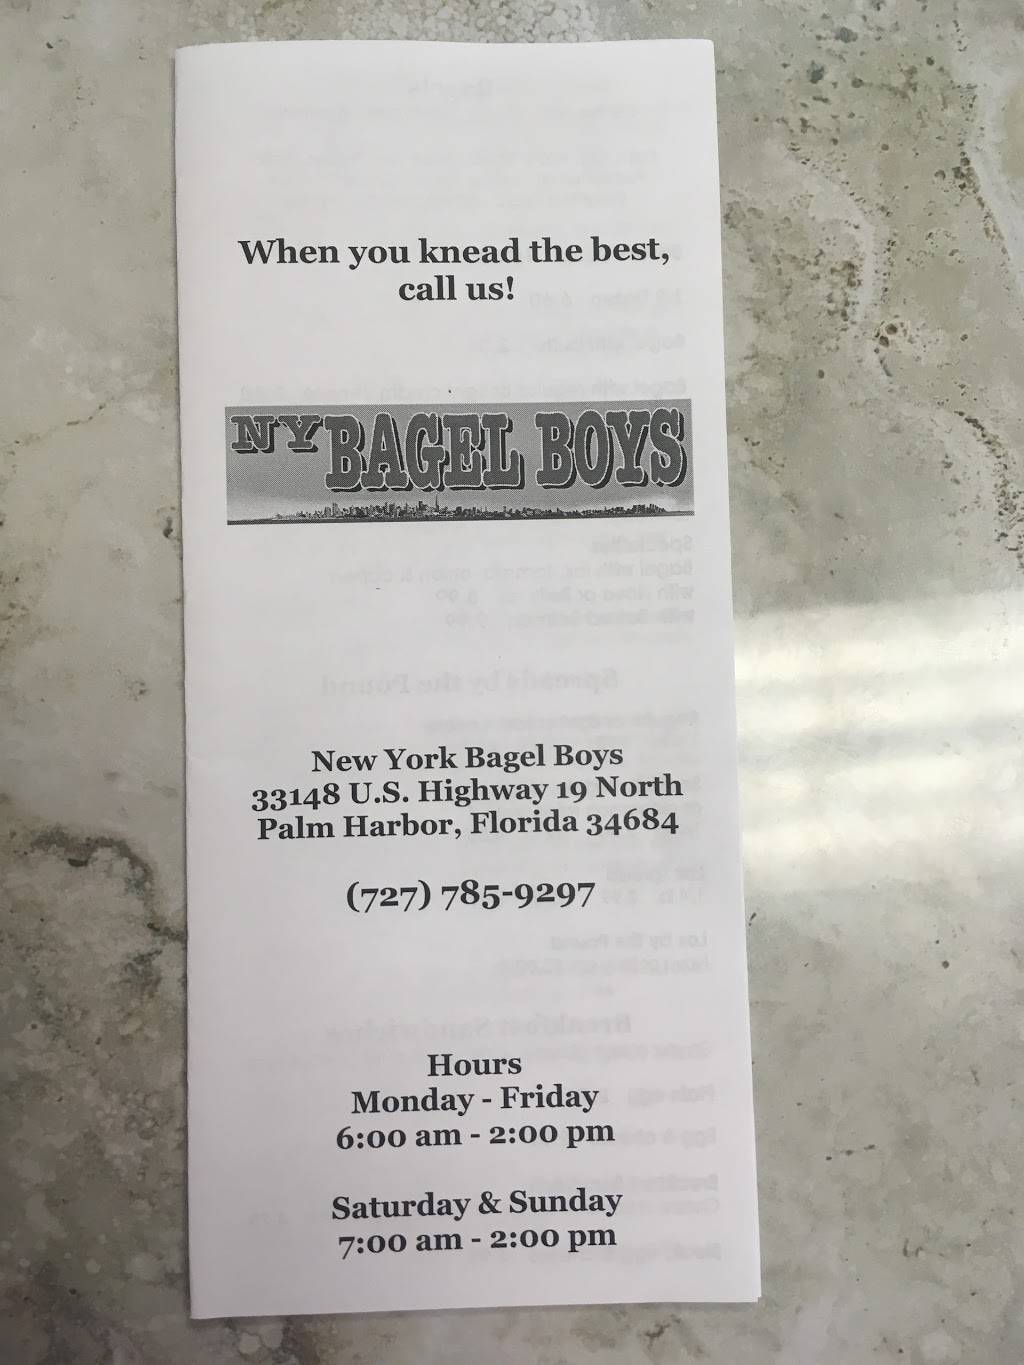 When you knead the best,
call us!
NY BAGEL BOYS
New York Bagel Boys
33148 U.S. Highway 19 North
Palm Harbor, Florida 34684
(727) 785-9297
Hours
Monday - Friday
6:00 am - 2:00 pm
Saturday & Sunday
7:00 am - 2:00 pm